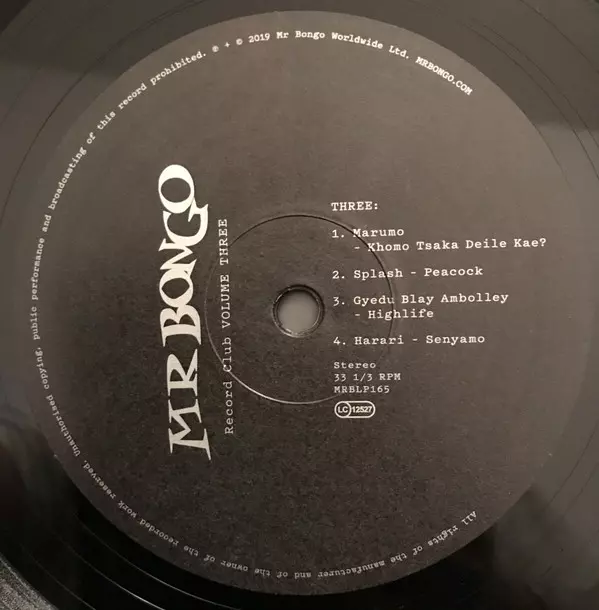 All rights of the manufacturer and of the owner of the recorded work reserved. Unauthorised copying, public performance and broadcasting of this record prohibited. ℗ + © 2019 Mr Bongo Worldwide Ltd. MRBONGO.COM
MR BONGO
Record Club VOLUME THREE
THREE:
1. Marumo
- Khomo Tsaka Deile Kae?
2. Splash - Peacock
3. Gyedu Blay Ambolley
- Highlife
4. Harari - Senyamo
Stereo
33 1/3 RPM
MRBLP165
LC 12527